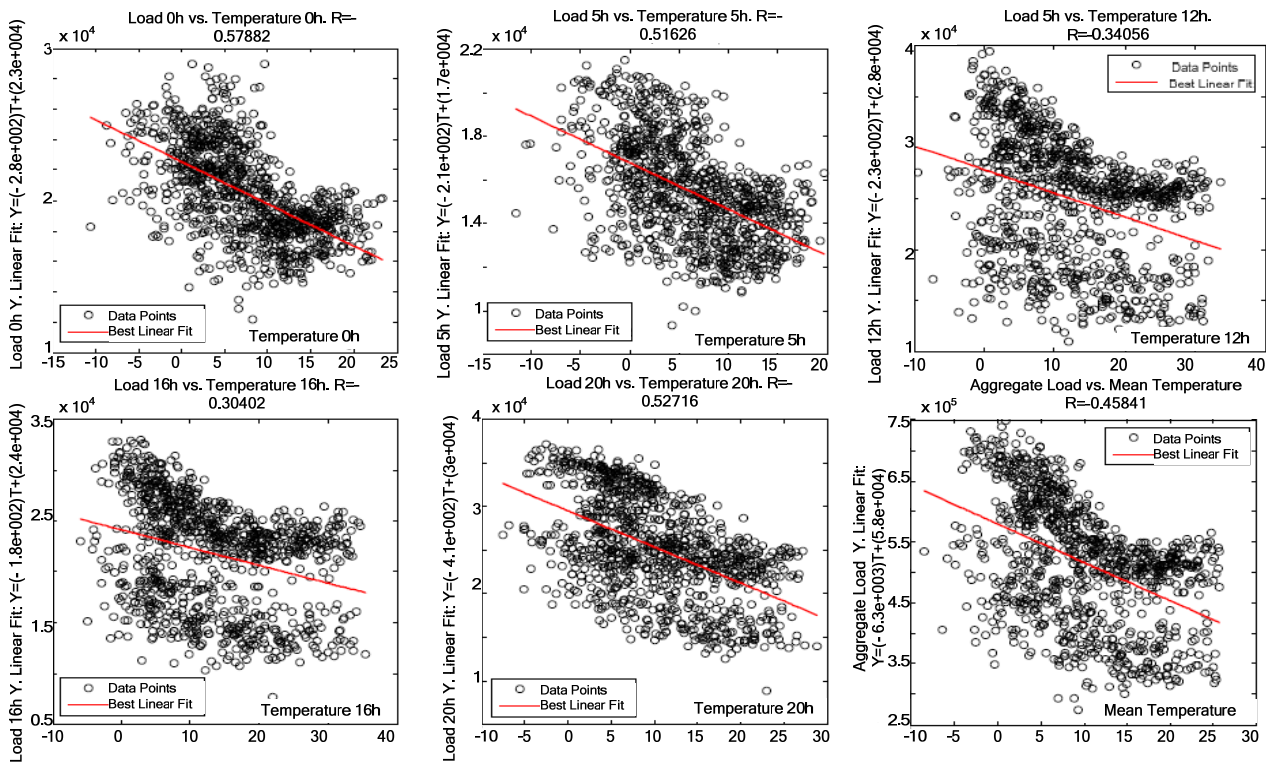 Load 0h vs. Temperature 0h. R=-
0.57882
x 10⁴
Load 0h Y. Linear Fit: Y=(- 2.8e+002)T+(2.3e+004)
3
2
1
-15 -10 -5 0 5 10 15 20 25
Data Points
Best Linear Fit
Temperature 0h
Load 5h vs. Temperature 5h. R=-
0.51626
x 10⁴
Load 5h Y. Linear Fit: Y=(- 2.1e+002)T+(1.7e+004)
2.2
1.8
1.4
1
-15 -10 -5 0 5 10 15 20
Data Points
Best Linear Fit
Temperature 5h
Load 5h vs. Temperature 12h.
R=-0.34056
x 10⁴
Load 12h Y. Linear Fit: Y=(- 2.3e+002)T+(2.8e+004)
4
3
2
1
-10 0 10 20 30 40
Data Points
Best Linear Fit
Temperature 12h
Load 16h vs. Temperature 16h. R=-
0.30402
x 10⁴
Load 16h Y. Linear Fit: Y=(- 1.8e+002)T+(2.4e+004)
3.5
2.5
1.5
0.5
0 10 20 30 40
Data Points
Best Linear Fit
Temperature 16h
Load 20h vs. Temperature 20h. R=-
0.52716
x 10⁴
Load 20h Y. Linear Fit: Y=(- 4.1e+002)T+(3e+004)
4
3
2
1
-10 -5 0 5 10 15 20 25 30
Data Points
Best Linear Fit
Temperature 20h
Aggregate Load vs. Mean Temperature
R=-0.45841
x 10⁵
Aggregate Load Y. Linear Fit:
Y=(- 6.3e+003)T+(5.8e+004)
7.5
6.5
5.5
4.5
3.5
2.5
-10 -5 0 5 10 15 20 25 30
Data Points
Best Linear Fit
Mean Temperature